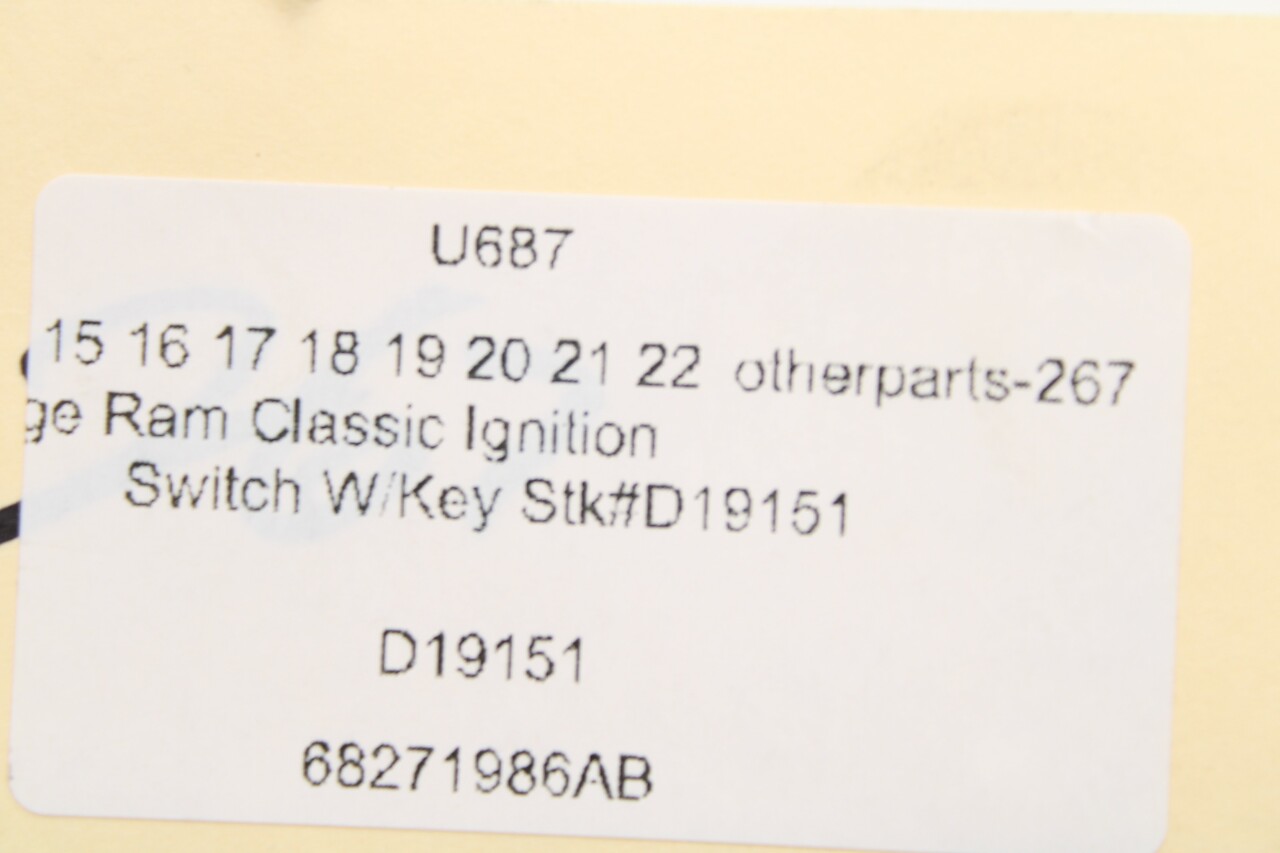 U687
15 16 17 18 19 20 21 22 otherparts-267
ge Ram Classic Ignition
Switch W/Key Stk#D19151
D19151
68271986AB